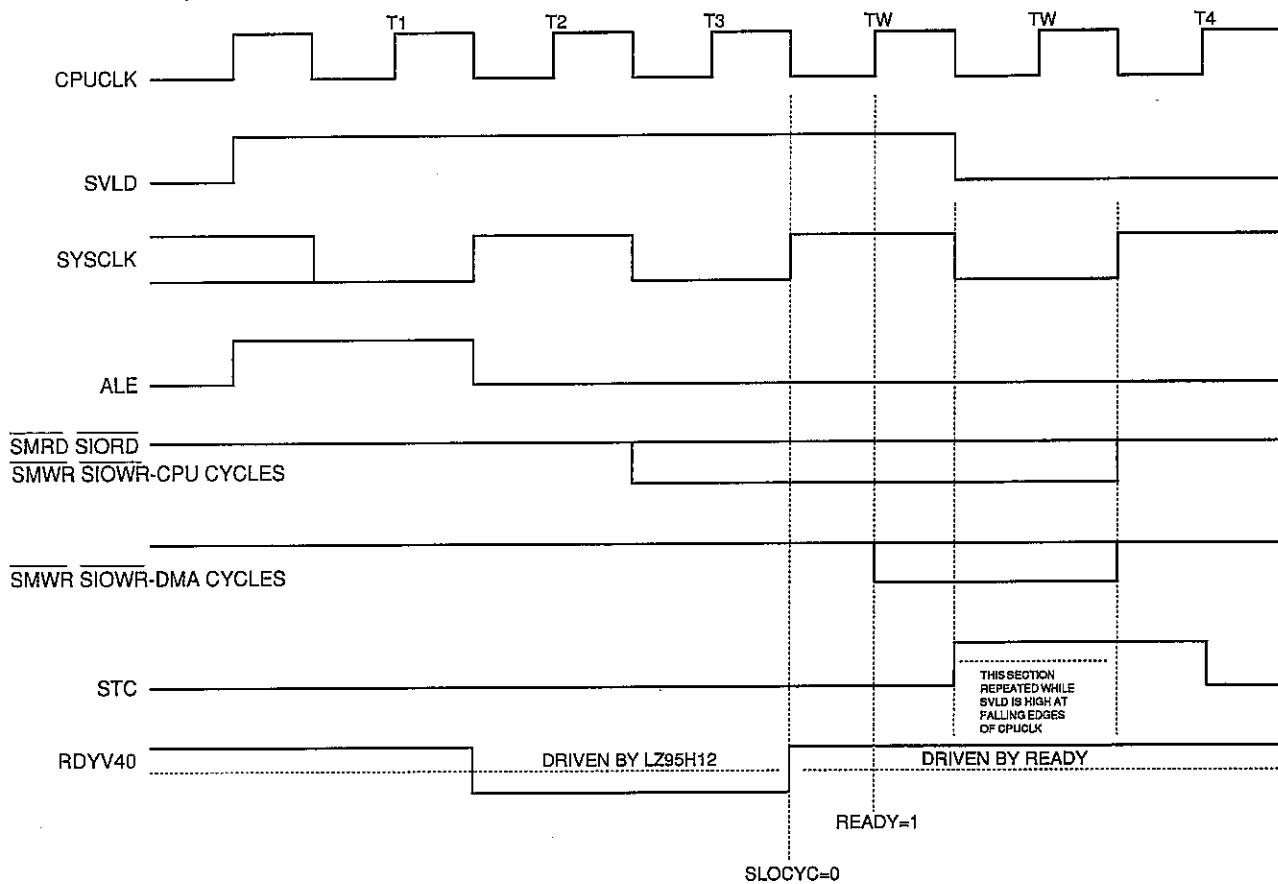 T1 T2 T3 TW TW T4
CPUCLK
SVLD
SYSCLK
ALE
SMRD SIORD
SMWR SIOWR-CPU CYCLES
SMWR SIOWR-DMA CYCLES
STC
THIS SECTION
REPEATED WHILE
SVLD IS HIGH AT
FALLING EDGES
OF CPUCLK
RDYV40
DRIVEN BY LZ95H12
DRIVEN BY READY
READY=1
SLOCYC=0